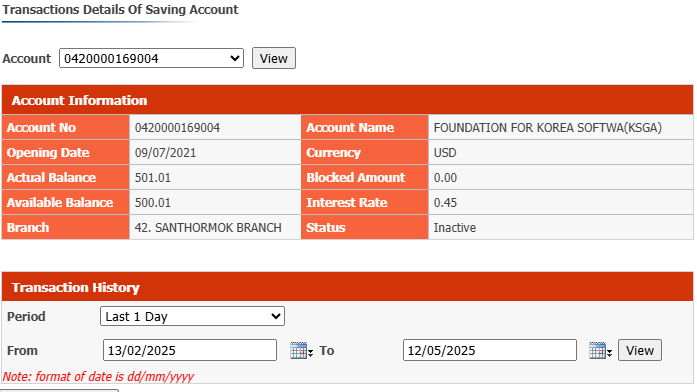 Transactions Details Of Saving Account
Account 0420000169004 View
Account Information
Account No 0420000169004 Account Name FOUNDATION FOR KOREA SOFTWA(KSGA)
Opening Date 09/07/2021 Currency USD
Actual Balance 501.01 Blocked Amount 0.00
Available Balance 500.01 Interest Rate 0.45
Branch 42. SANTHORMOK BRANCH Status Inactive
Transaction History
Period Last 1 Day
From 13/02/2025 To 12/05/2025 View
Note: format of date is dd/mm/yyyy